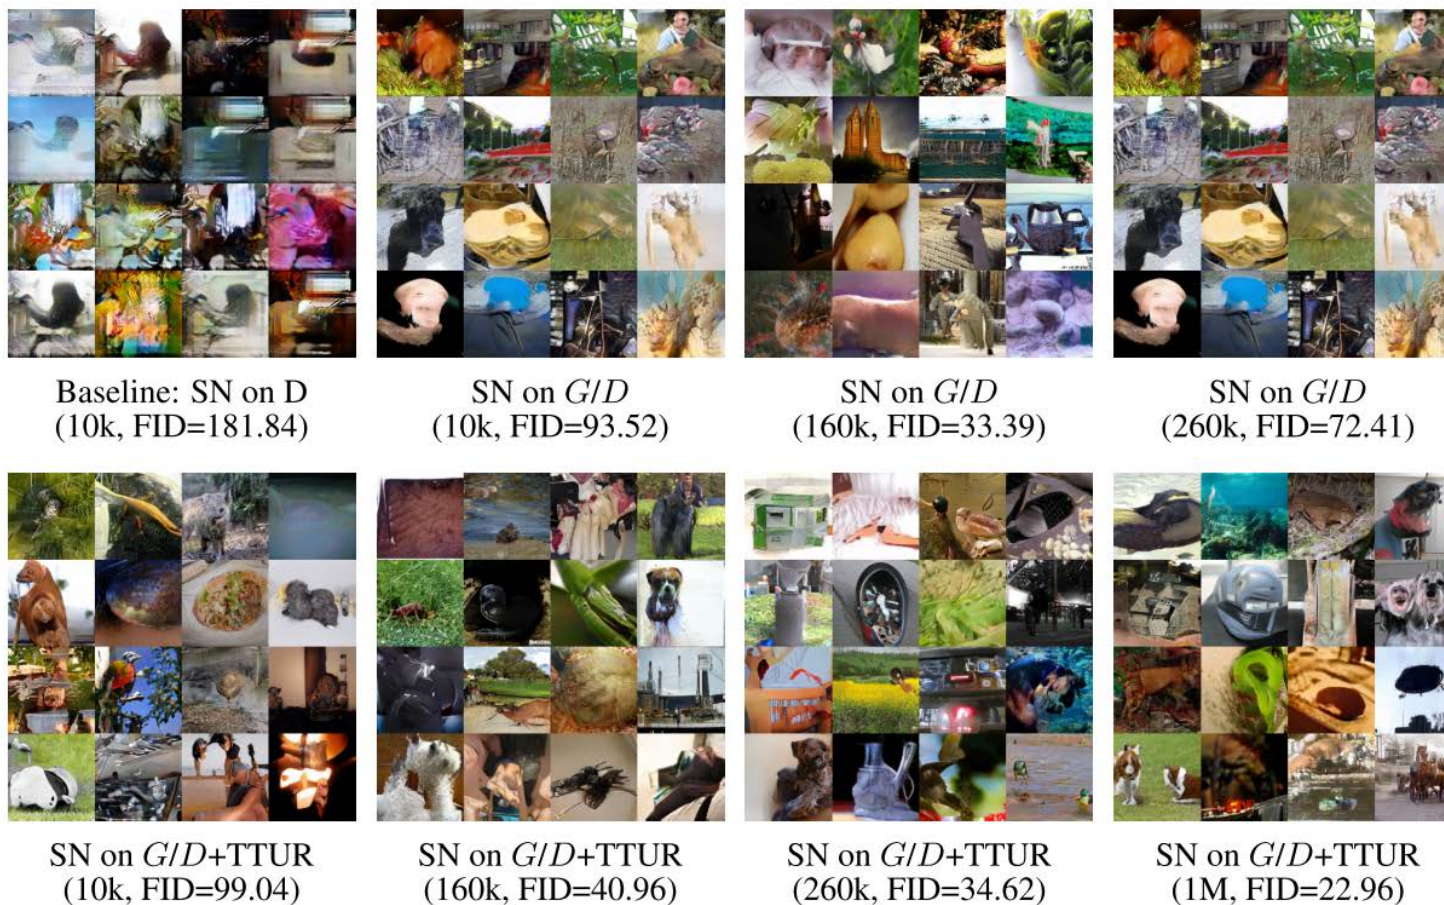 Baseline: SN on D
(10k, FID=181.84)
SN on G/D
(10k, FID=93.52)
SN on G/D
(160k, FID=33.39)
SN on G/D
(260k, FID=72.41)
SN on G/D+TTUR
(10k, FID=99.04)
SN on G/D+TTUR
(160k, FID=40.96)
SN on G/D+TTUR
(260k, FID=34.62)
SN on G/D+TTUR
(1M, FID=22.96)